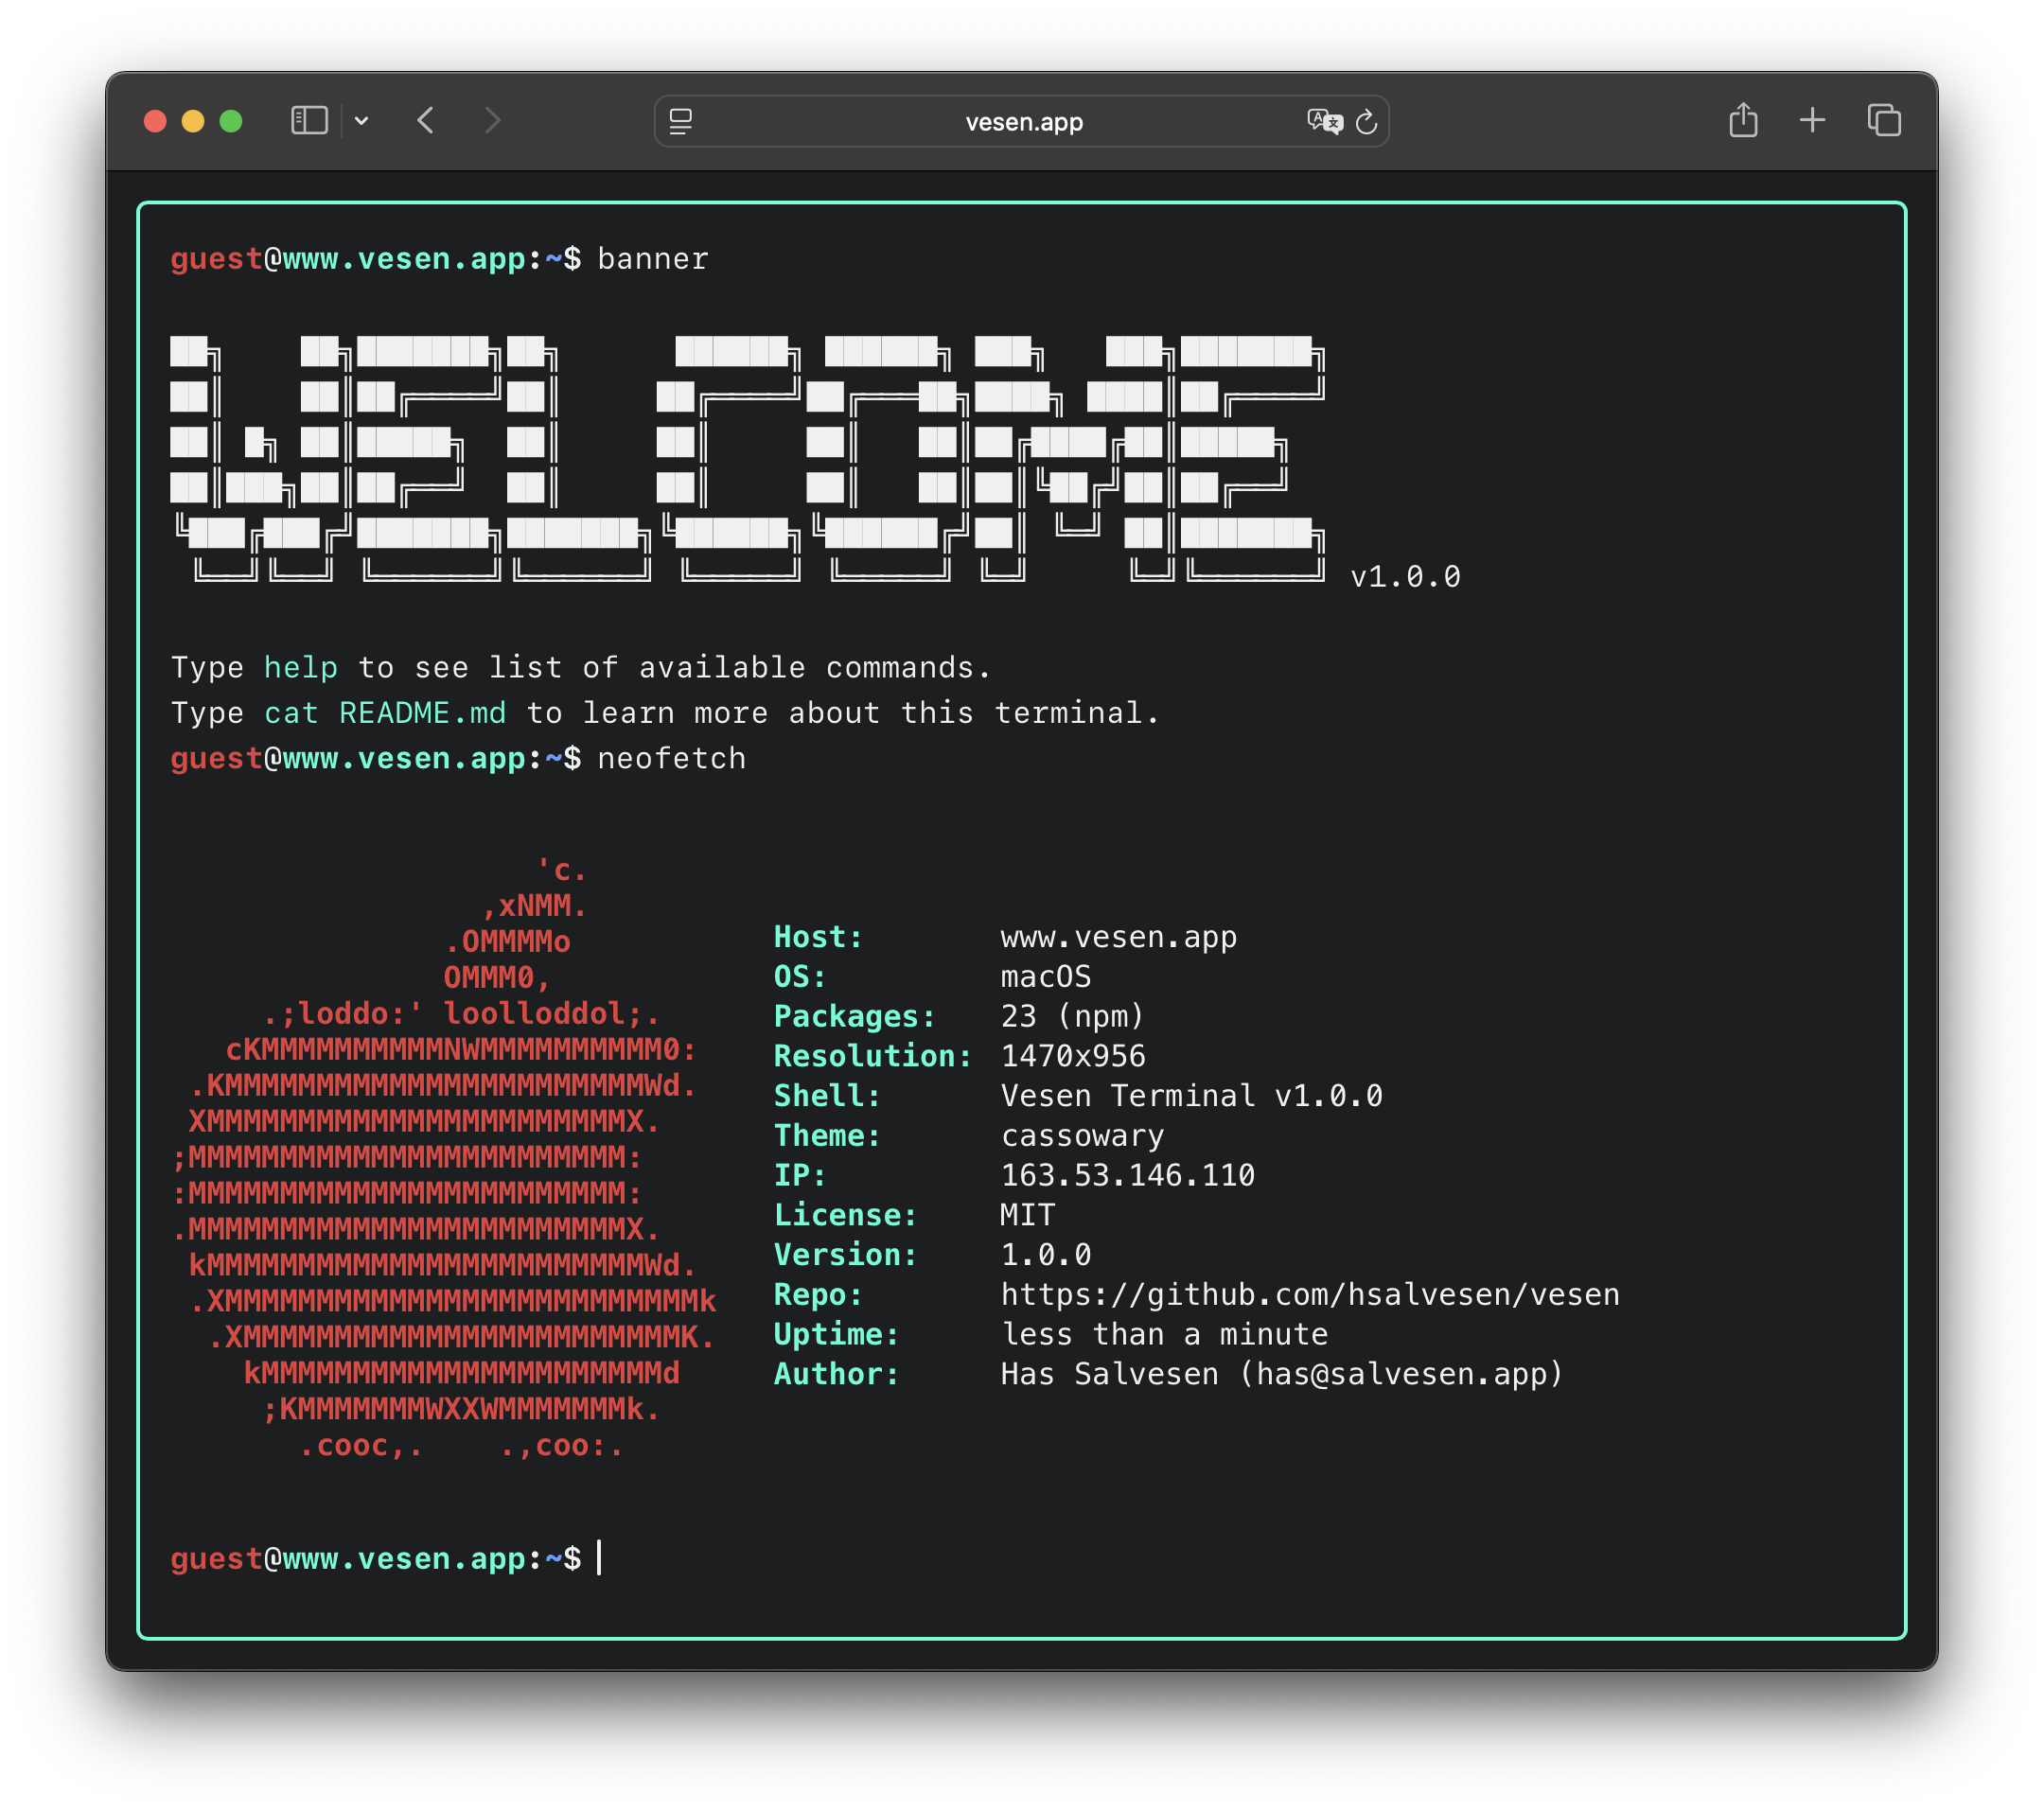 vesen.app
guest@www.vesen.app:~$ banner
WELCOME v1.0.0
Type help to see list of available commands.
Type cat README.md to learn more about this terminal.
guest@www.vesen.app:~$ neofetch
'c.
,xNMM.
.OMMMMo
OMMM0,
.;loddo:' loolloddol;.
cKMMMMMMMMMMNWMMMMMMMMMM0:
.KMMMMMMMMMMMMMMMMMMMMMMMWd.
XMMMMMMMMMMMMMMMMMMMMMMMX.
;MMMMMMMMMMMMMMMMMMMMMMMM:
:MMMMMMMMMMMMMMMMMMMMMMMM:
.MMMMMMMMMMMMMMMMMMMMMMMMX.
kMMMMMMMMMMMMMMMMMMMMMMMMWd.
.XMMMMMMMMMMMMMMMMMMMMMMMMMMk
.XMMMMMMMMMMMMMMMMMMMMMMMMK.
kMMMMMMMMMMMMMMMMMMMMMMd
;KMMMMMMMWXXWMMMMMMMk.
.cooc,. .,coo:.
Host: www.vesen.app
OS: macOS
Packages: 23 (npm)
Resolution: 1470x956
Shell: Vesen Terminal v1.0.0
Theme: cassowary
IP: 163.53.146.110
License: MIT
Version: 1.0.0
Repo: https://github.com/hsalvesen/vesen
Uptime: less than a minute
Author: Has Salvesen (has@salvesen.app)
guest@www.vesen.app:~$